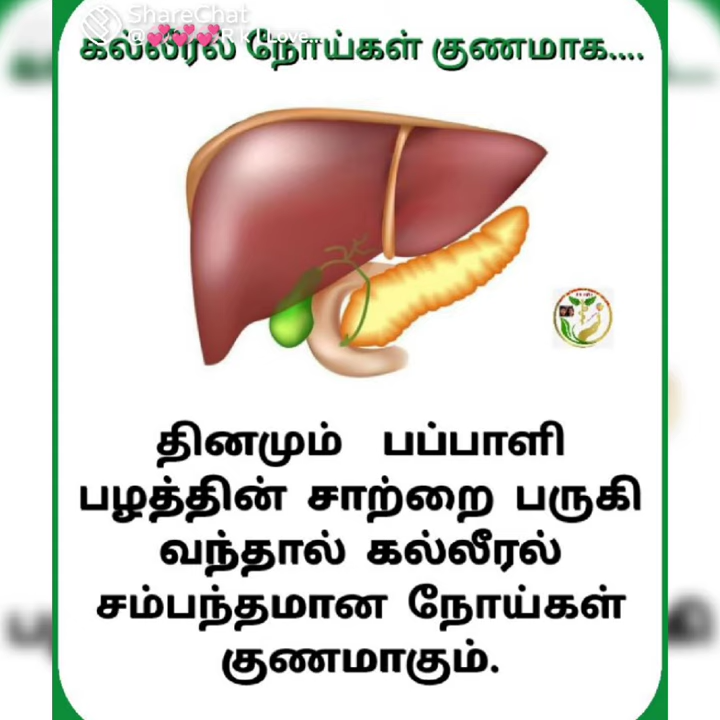 ShareChat
கல்லீரல் நோய்கள் குணமாக....
தினமும் பப்பாளி
பழத்தின் சாற்றை பருகி
வந்தால் கல்லீரல்
சம்பந்தமான நோய்கள்
குணமாகும்.